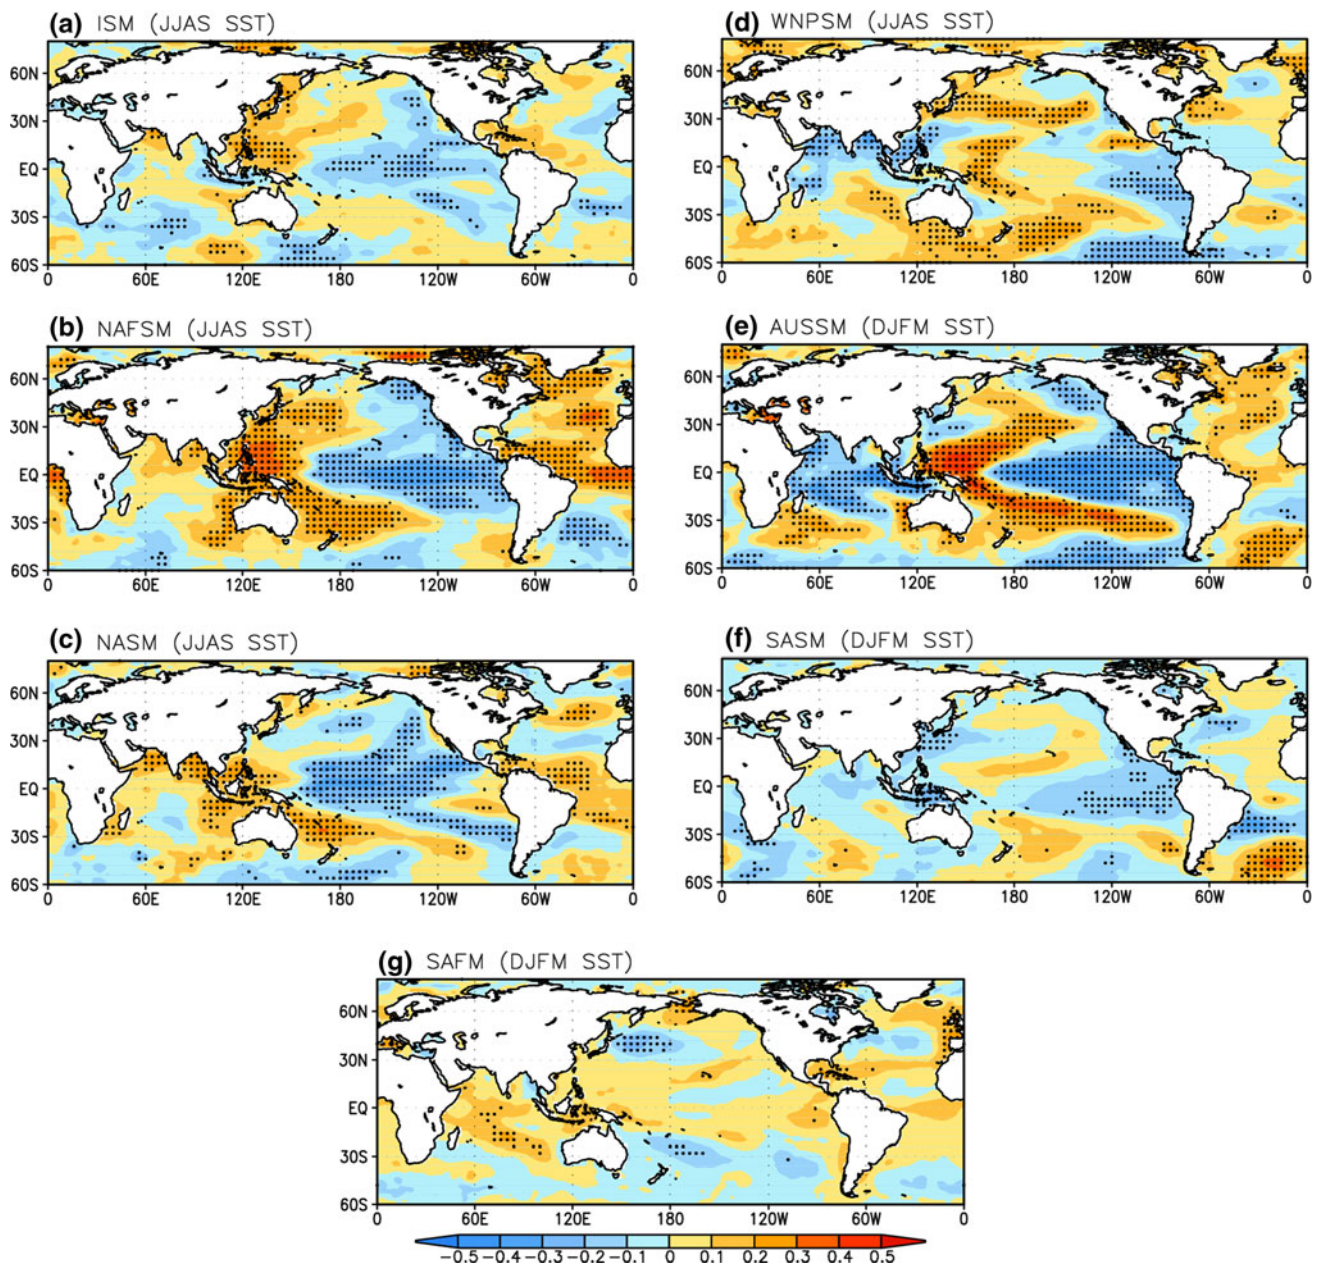 (a) ISM (JJAS SST)
60N
30N
EQ
30S
60S
0 60E 120E 180 120W 60W 0
(d) WNPSM (JJAS SST)
60N
30N
EQ
30S
60S
0 60E 120E 180 120W 60W 0
(b) NAFSM (JJAS SST)
60N
30N
EQ
30S
60S
0 60E 120E 180 120W 60W 0
(e) AUSSM (DJFM SST)
60N
30N
EQ
30S
60S
0 60E 120E 180 120W 60W 0
(c) NASM (JJAS SST)
60N
30N
EQ
30S
60S
0 60E 120E 180 120W 60W 0
(f) SASM (DJFM SST)
60N
30N
EQ
30S
60S
0 60E 120E 180 120W 60W 0
(g) SAFM (DJFM SST)
60N
30N
EQ
30S
60S
0 60E 120E 180 120W 60W 0
-0.5 -0.4 -0.3 -0.2 -0.1 0 0.1 0.2 0.3 0.4 0.5